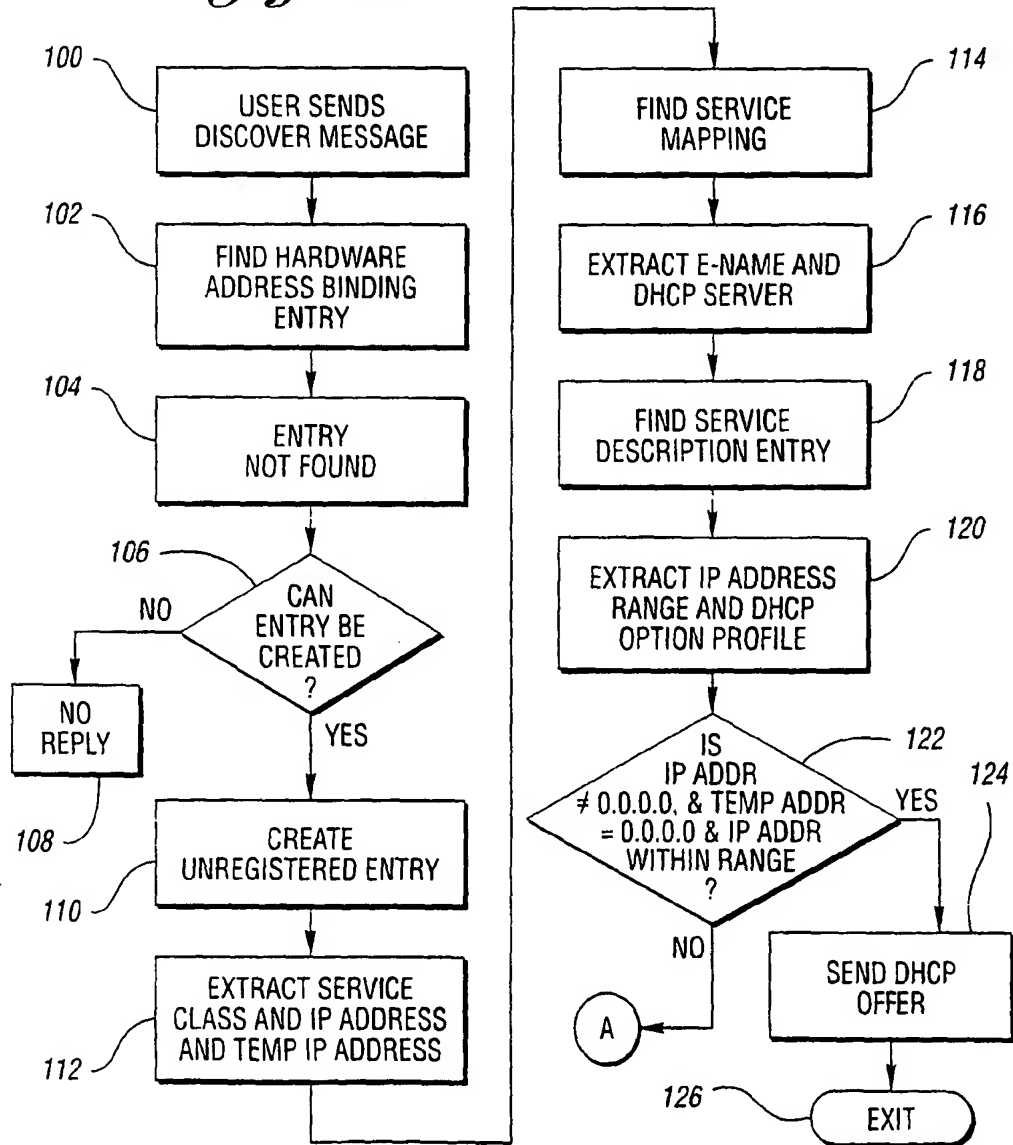 100
USER SENDS
DISCOVER MESSAGE
102
FIND HARDWARE
ADDRESS BINDING
ENTRY
104
ENTRY
NOT FOUND
106
CAN
ENTRY BE
CREATED
?
NO
NO
REPLY
108
YES
CREATE
UNREGISTERED ENTRY
110
EXTRACT SERVICE
CLASS AND IP ADDRESS
AND TEMP IP ADDRESS
112
114
FIND SERVICE
MAPPING
116
EXTRACT E-NAME AND
DHCP SERVER
118
FIND SERVICE
DESCRIPTION ENTRY
120
EXTRACT IP ADDRESS
RANGE AND DHCP
OPTION PROFILE
122
IS
IP ADDR
≠ 0.0.0.0, & TEMP ADDR
= 0.0.0.0 & IP ADDR
WITHIN RANGE
?
YES
124
NO
A
SEND DHCP
OFFER
126
EXIT